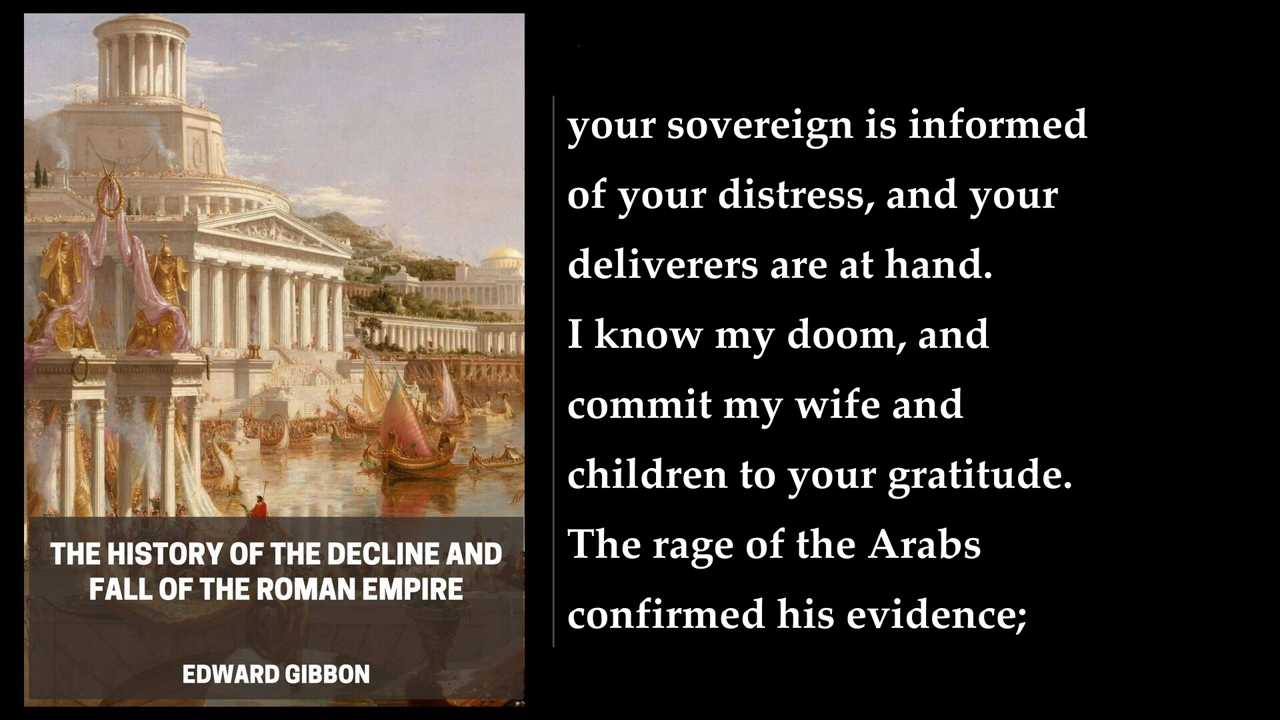 THE HISTORY OF THE DECLINE AND
FALL OF THE ROMAN EMPIRE
EDWARD GIBBON
your sovereign is informed
of your distress, and your
deliverers are at hand.
I know my doom, and
commit my wife and
children to your gratitude.
The rage of the Arabs
confirmed his evidence;